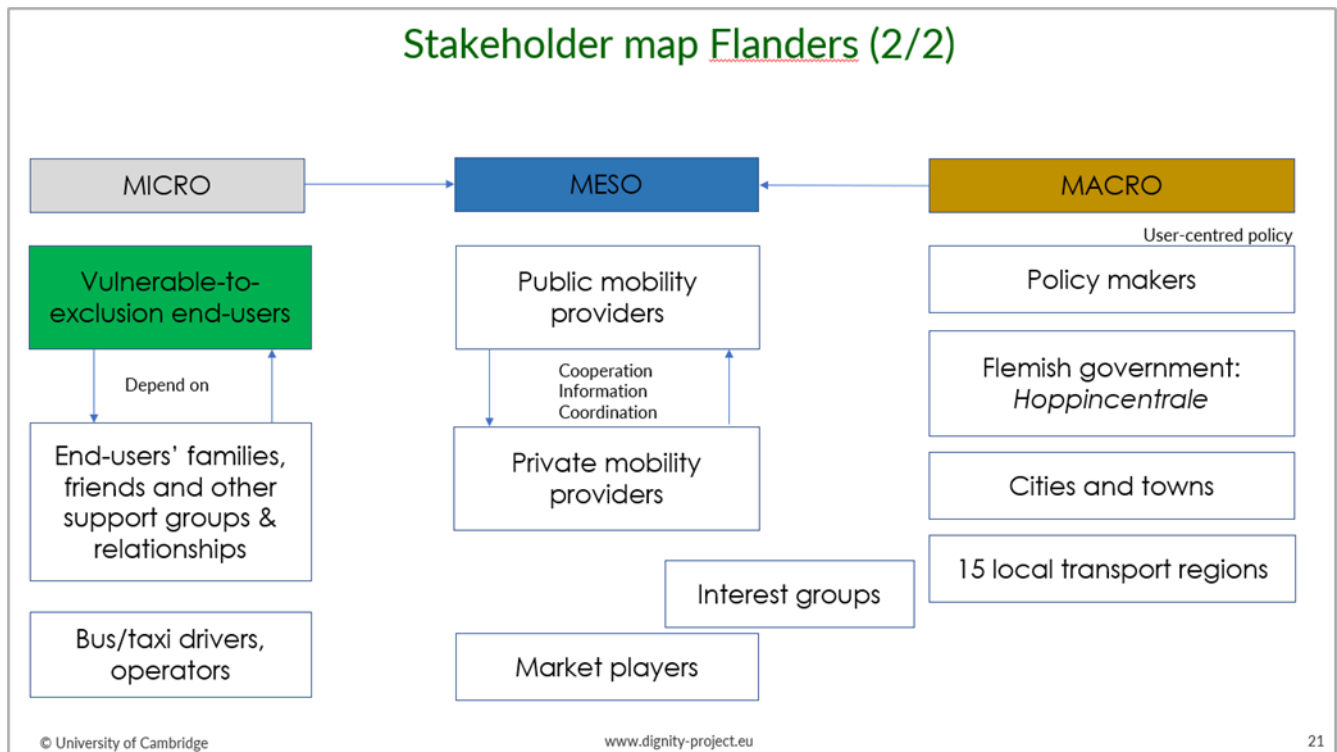 Stakeholder map Flanders (2/2)
MICRO
MESO
MACRO
User-centred policy
Vulnerable-to-
exclusion end-users
Depend on
End-users’ families,
friends and other
support groups &
relationships
Bus/taxi drivers,
operators
Public mobility
providers
Cooperation
Information
Coordination
Private mobility
providers
Interest groups
Market players
Policy makers
Flemish government:
Hoppincentrale
Cities and towns
15 local transport regions
© University of Cambridge
www.dignity-project.eu
21